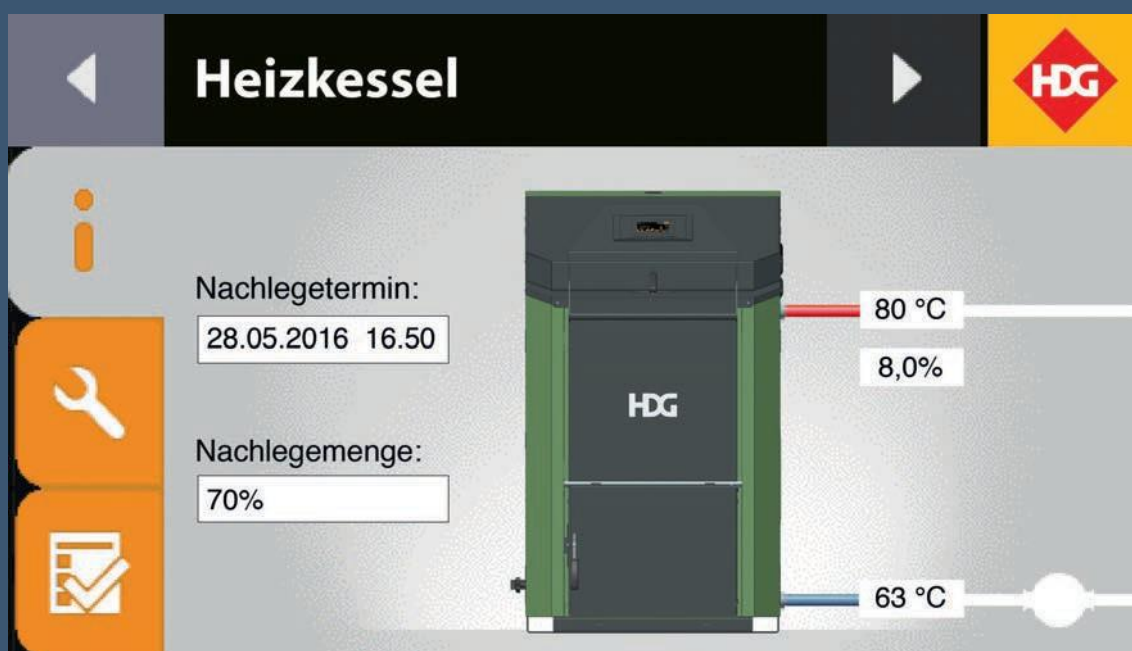 Heizkessel
HDG
Nachlegetermin:
28.05.2016 16.50
80 °C
8,0%
HDG
Nachlegemenge:
70%
63 °C